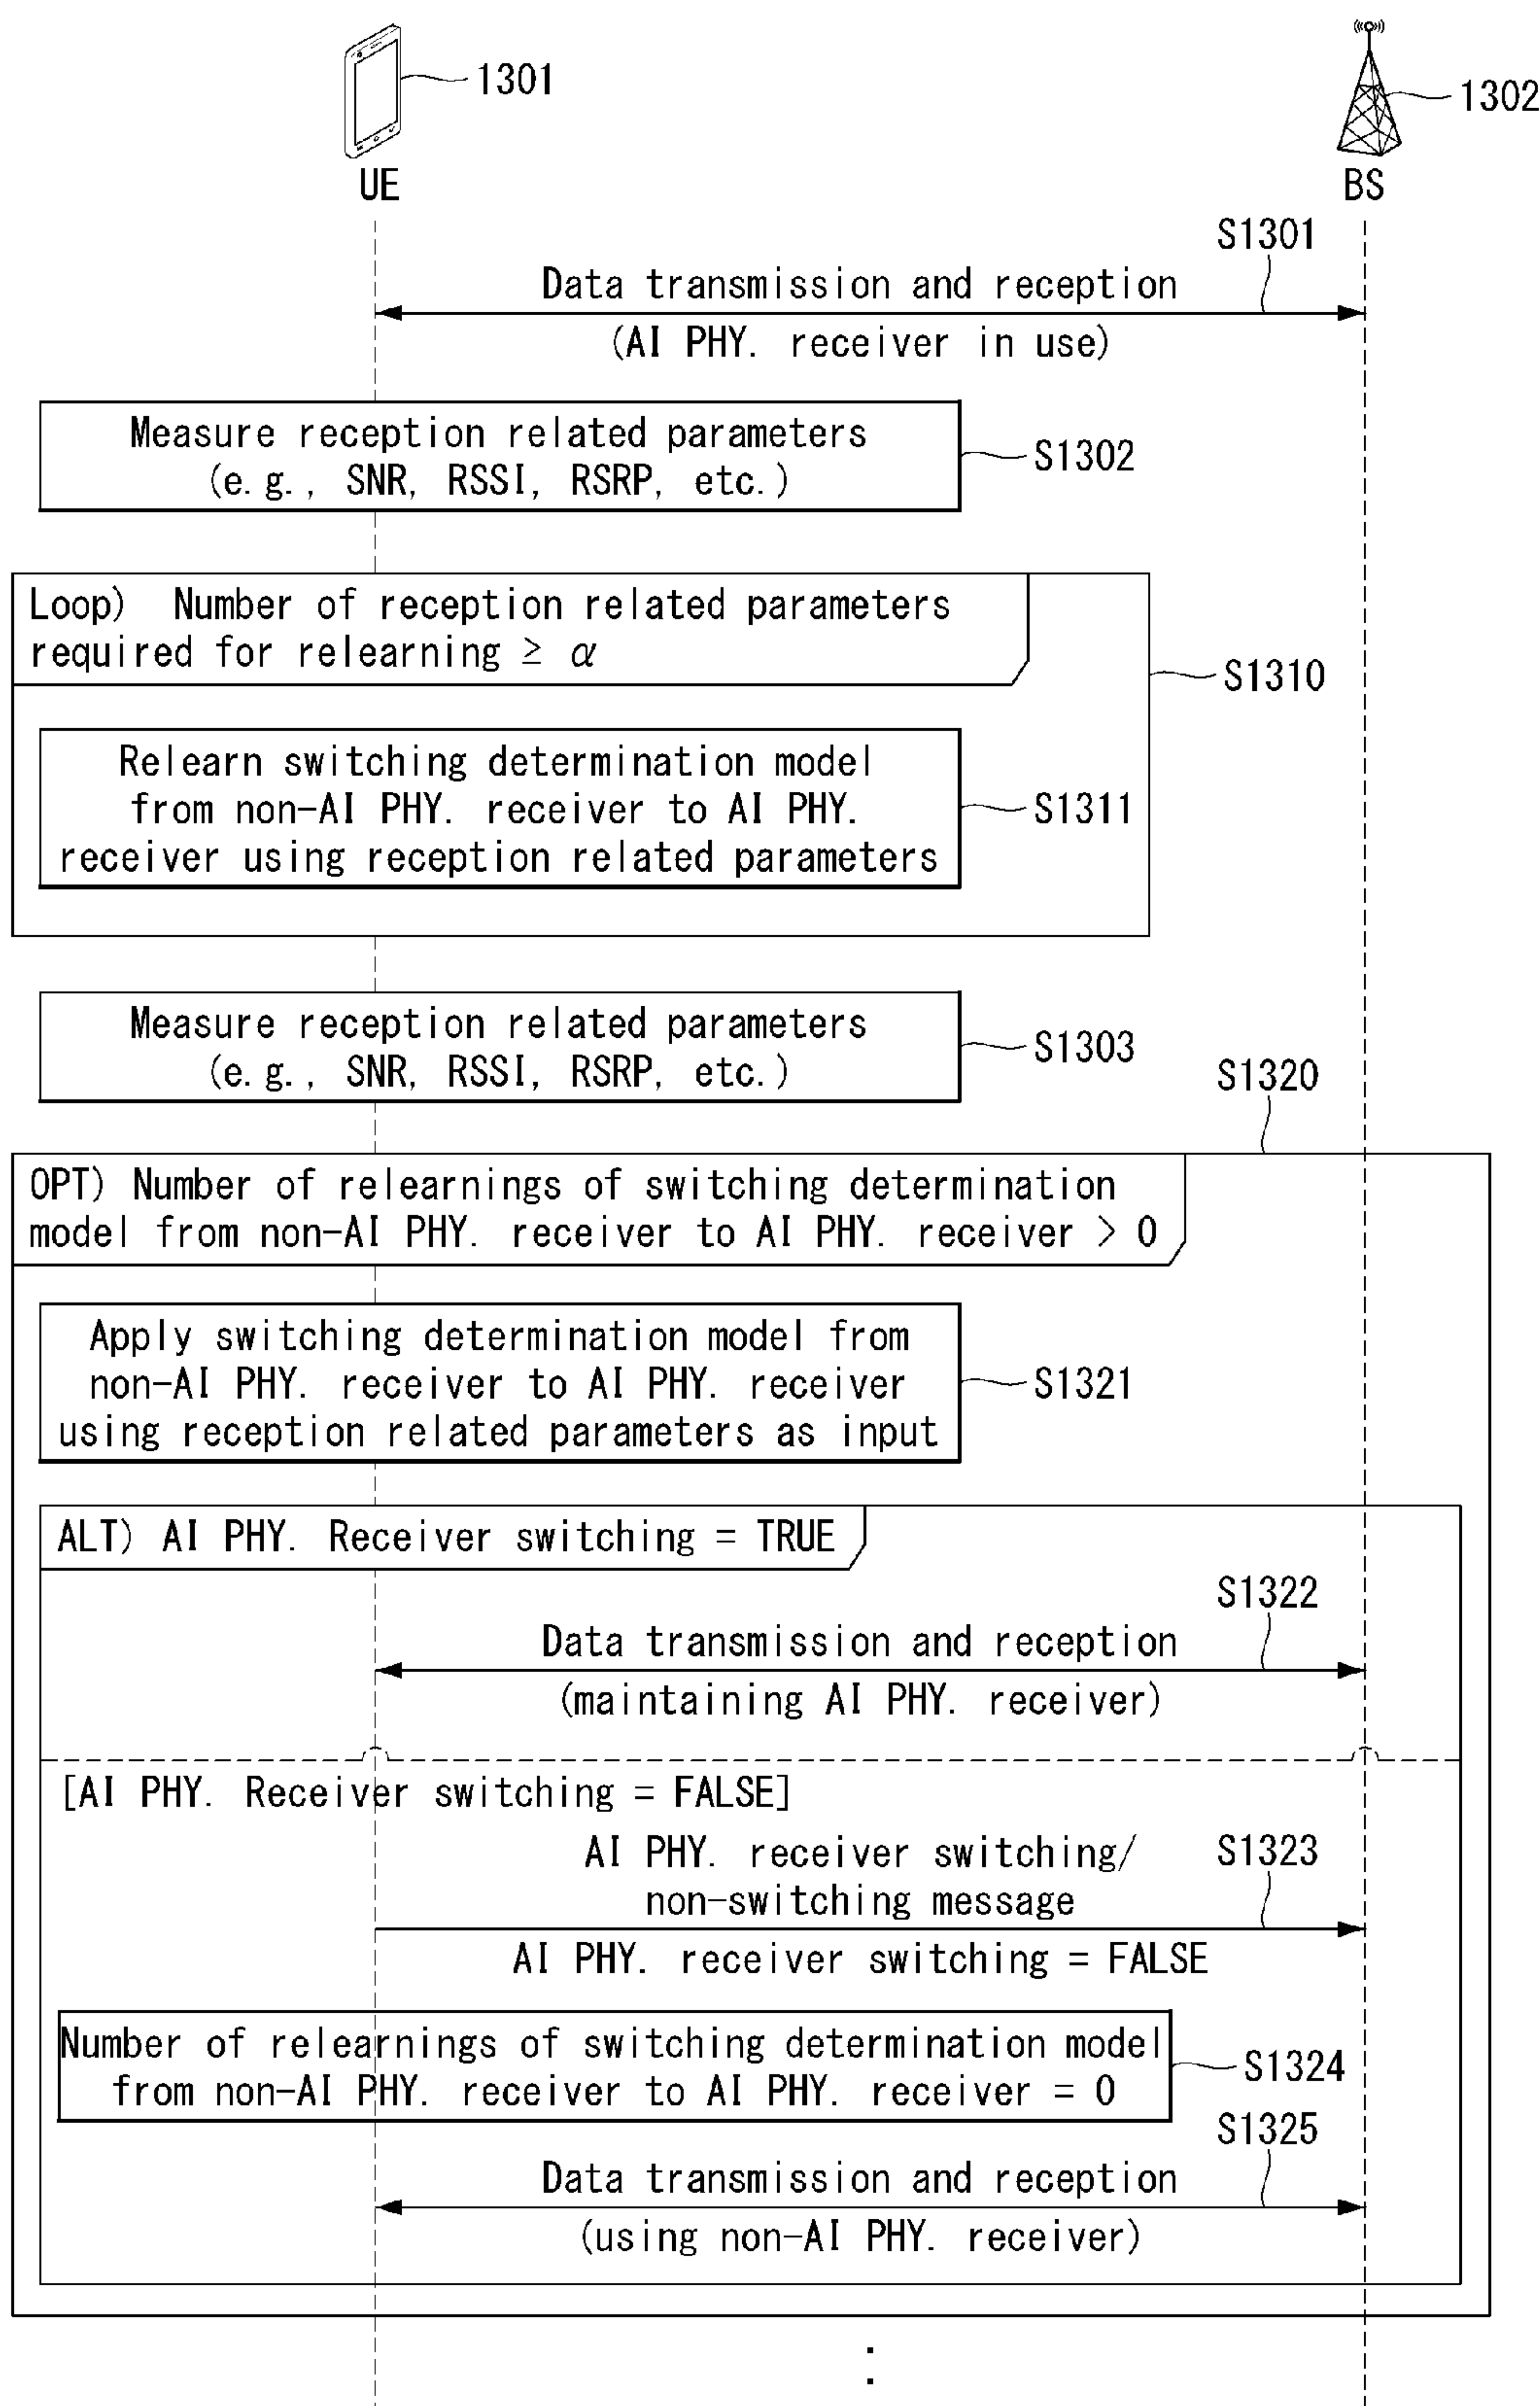 1301
1302
UE
BS
S1301
Data transmission and reception
(AI PHY. receiver in use)
Measure reception related parameters
(e.g., SNR, RSSI, RSRP, etc.)
S1302
Loop) Number of reception related parameters
required for relearning ≥ α
S1310
Relearn switching determination model
from non-AI PHY. receiver to AI PHY.
receiver using reception related parameters
S1311
Measure reception related parameters
(e.g., SNR, RSSI, RSRP, etc.)
S1303
S1320
OPT) Number of relearnings of switching determination
model from non-AI PHY. receiver to AI PHY. receiver > 0
Apply switching determination model from
non-AI PHY. receiver to AI PHY. receiver
using reception related parameters as input
S1321
ALT) AI PHY. Receiver switching = TRUE
S1322
Data transmission and reception
(maintaining AI PHY. receiver)
[AI PHY. Receiver switching = FALSE]
AI PHY. receiver switching/
non-switching message
S1323
AI PHY. receiver switching = FALSE
Number of relearnings of switching determination model
from non-AI PHY. receiver to AI PHY. receiver = 0
S1324
S1325
Data transmission and reception
(using non-AI PHY. receiver)